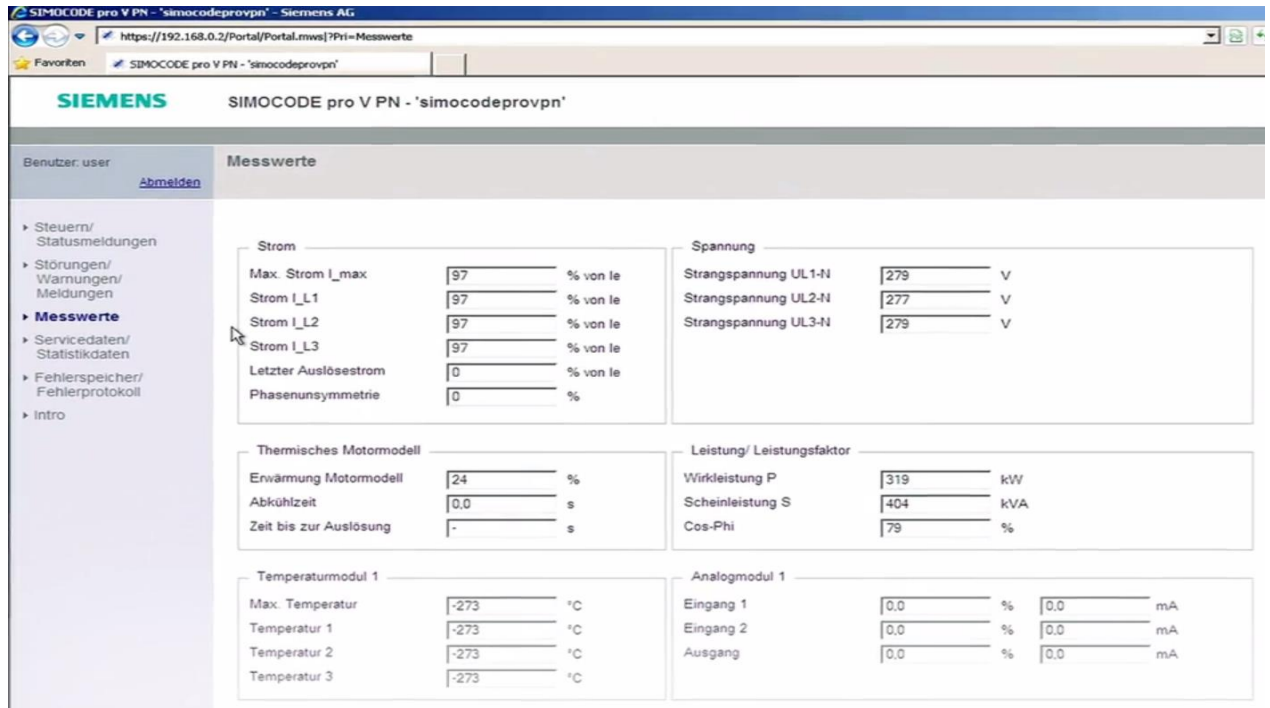 SIMOCODE pro V PN - 'simocodeprovpn' - Siemens AG
https://192.168.0.2/Portal/Portal.mwsl?Pri=Messwerte
Favoriten SIMOCODE pro V PN - 'simocodeprovpn'
SIEMENS SIMOCODE pro V PN - 'simocodeprovpn'
Benutzer: user
Abmelden
Messwerte
Steuern/
Statusmeldungen
Störungen/
Warnungen/
Meldungen
Messwerte
Servicedaten/
Statistikdaten
Fehlerspeicher/
Fehlerprotokoll
Intro
Strom
Max. Strom I_max 97 % von Ie
Strom I_L1 97 % von Ie
Strom I_L2 97 % von Ie
Strom I_L3 97 % von Ie
Letzter Auslösestrom 0 % von Ie
Phasenunsymmetrie 0 %
Spannung
Strangspannung UL1-N 279 V
Strangspannung UL2-N 277 V
Strangspannung UL3-N 279 V
Thermisches Motormodell
Erwärmung Motormodell 24 %
Abkühlzeit 0,0 s
Zeit bis zur Auslösung - s
Leistung/ Leistungsfaktor
Wirkleistung P 319 kW
Scheinleistung S 404 kVA
Cos-Phi 79 %
Temperaturmodul 1
Max. Temperatur -273 °C
Temperatur 1 -273 °C
Temperatur 2 -273 °C
Temperatur 3 -273 °C
Analogmodul 1
Eingang 1 0,0 % 0,0 mA
Eingang 2 0,0 % 0,0 mA
Ausgang 0,0 % 0,0 mA